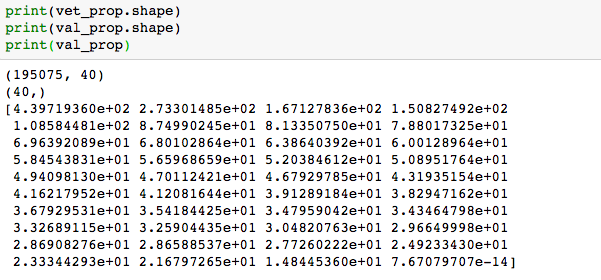 print(vet_prop.shape)
print(val_prop.shape)
print(val_prop)
(195075, 40)
(40,)
[4.39719360e+02 2.73301485e+02 1.67127836e+02 1.50827492e+02
1.08584481e+02 8.74990245e+01 8.13350750e+01 7.88017325e+01
6.96392089e+01 6.80102864e+01 6.38640392e+01 6.00128964e+01
5.84543831e+01 5.65968659e+01 5.20384612e+01 5.08951764e+01
4.94098130e+01 4.70112421e+01 4.67929785e+01 4.31935154e+01
4.16217952e+01 4.12081644e+01 3.91289184e+01 3.82947162e+01
3.67929531e+01 3.54184425e+01 3.47959042e+01 3.43464798e+01
3.32689115e+01 3.25904435e+01 3.04820763e+01 2.96649998e+01
2.86908276e+01 2.86588537e+01 2.77260222e+01 2.49233430e+01
2.33344293e+01 2.16797265e+01 1.48445360e+01 7.67079707e-14]